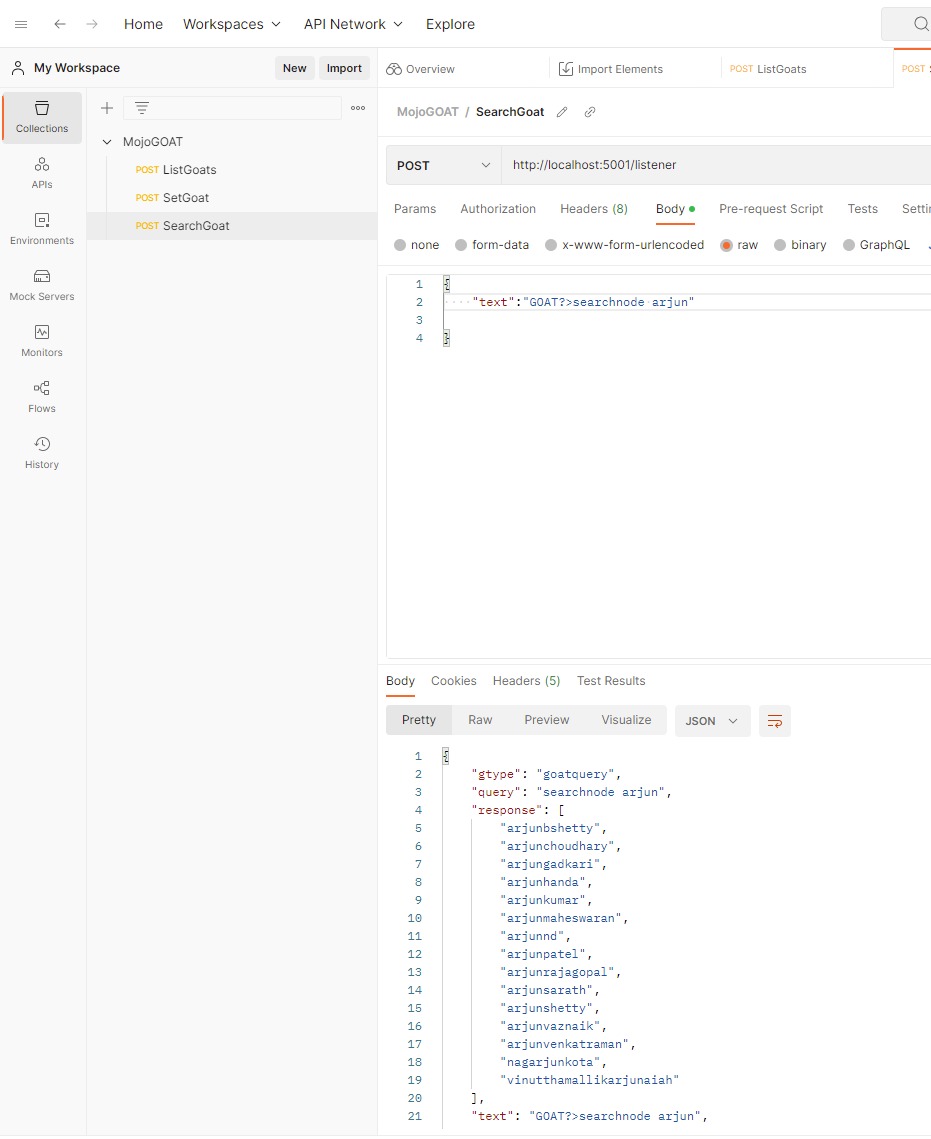 Home Workspaces API Network Explore
My Workspace New Import
Overview Import Elements POST ListGoats POST
Collections
APIs
Environments
Mock Servers
Monitors
Flows
History
MojoGOAT
POST ListGoats
POST SetGoat
POST SearchGoat
MojoGOAT / SearchGoat
POST http://localhost:5001/listener
Params Authorization Headers (8) Body Pre-request Script Tests
none form-data x-www-form-urlencoded raw binary GraphQL
1 {
2 "text":"GOAT?>searchnode arjun"
3
4 }
Body Cookies Headers (5) Test Results
Pretty Raw Preview Visualize JSON
1 {
2 "gtype": "goatquery",
3 "query": "searchnode arjun",
4 "response": [
5 "arjunbshetty",
6 "arjunchoudhary",
7 "arjungadkari",
8 "arjunhanda",
9 "arjunkumar",
10 "arjunmaheswaran",
11 "arjunnd",
12 "arjunpatel",
13 "arjunrajagopal",
14 "arjunsarath",
15 "arjunshetty",
16 "arjunvaznaik",
17 "arjunvenkatraman",
18 "nagarjunkota",
19 "vinutthamallikarjunaiah"
20 ],
21 "text": "GOAT?>searchnode arjun",